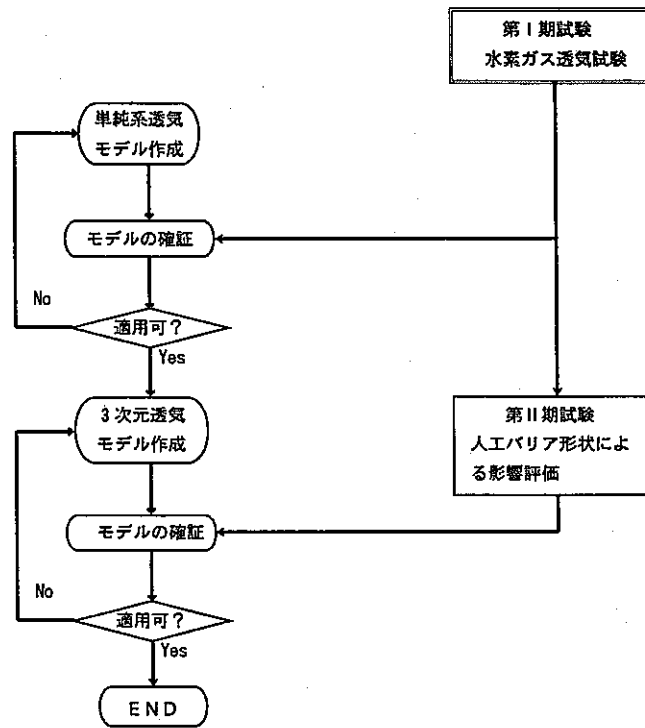 第Ⅰ期試験
水素ガス透気試験
単純系透気
モデル作成
モデルの確証
No
適用可？
Yes
3次元透気
モデル作成
第II期試験
人工バリア形状によ
る影響評価
モデルの確証
No
適用可？
Yes
END